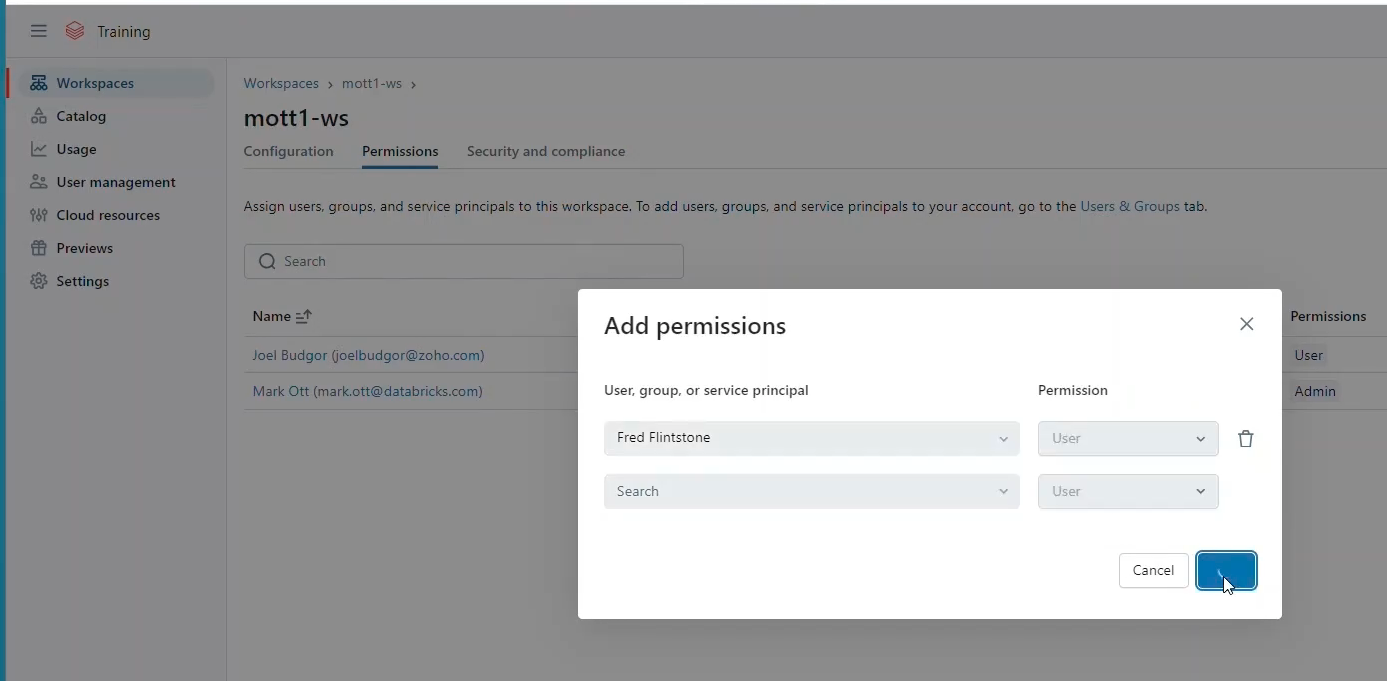 Training
Workspaces
Catalog
Usage
User management
Cloud resources
Previews
Settings
Workspaces › mott1-ws ›
mott1-ws
Configuration Permissions Security and compliance
Assign users, groups, and service principals to this workspace. To add users, groups, and service principals to your account, go to the Users & Groups tab.
Search
Name Permissions
Joel Budgor (joelbudgor@zoho.com) User
Mark Ott (mark.ott@databricks.com) Admin
Add permissions
User, group, or service principal Permission
Fred Flintstone User
Search User
Cancel